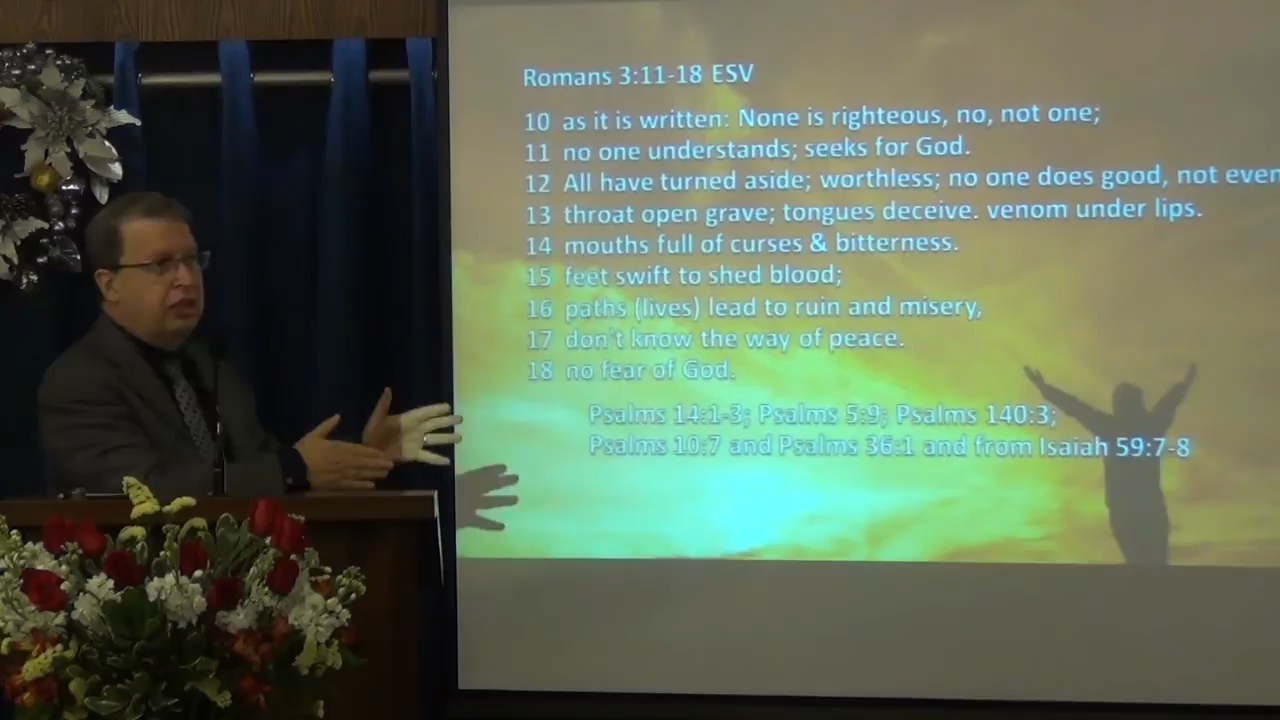 Romans 3:11-18 ESV
10 as it is written: None is righteous, no, not one;
11 no one understands; seeks for God.
12 All have turned aside; worthless; no one does good, not even
13 throat open grave; tongues deceive. venom under lips.
14 mouths full of curses & bitterness.
15 feet swift to shed blood;
16 paths (lives) lead to ruin and misery,
17 don't know the way of peace.
18 no fear of God.
Psalms 14:1-3; Psalms 5:9; Psalms 140:3;
Psalms 10:7 and Psalms 36:1 and from Isaiah 59:7-8